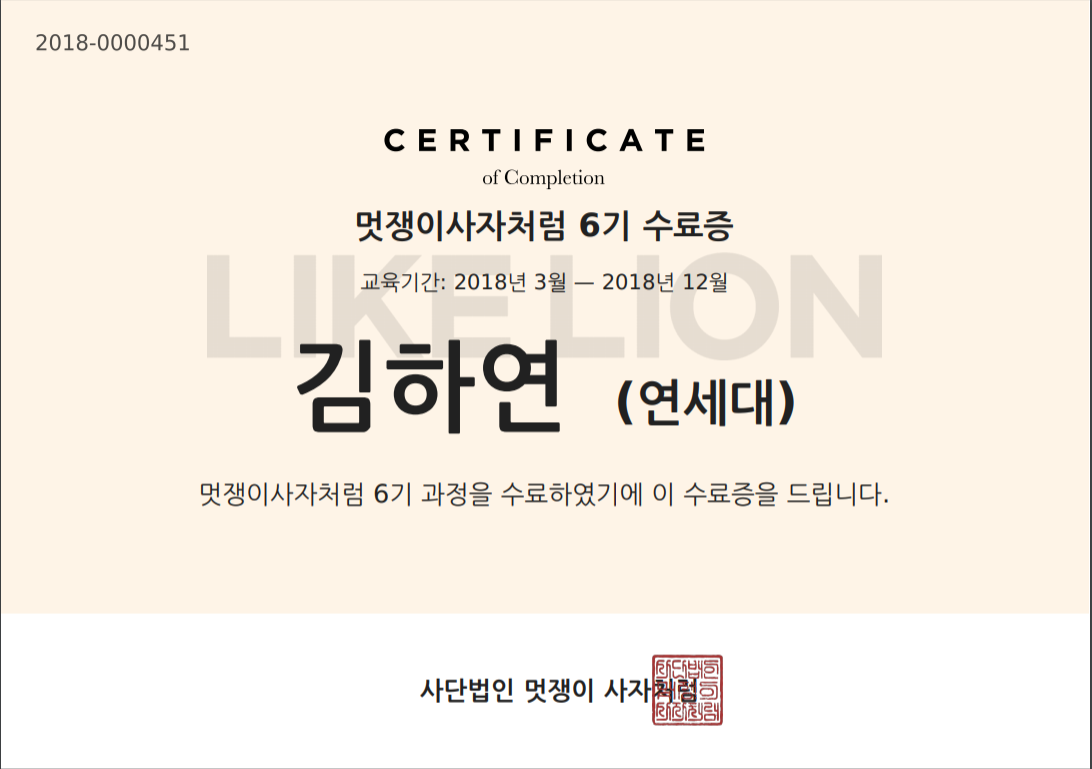 2018-0000451
CERTIFICATE
of Completion
멋쟁이사자처럼 6기 수료증
교육기간: 2018년 3월 — 2018년 12월
LIKE LION
김하연 (연세대)
멋쟁이사자처럼 6기 과정을 수료하였기에 이 수료증을 드립니다.
사단법인 멋쟁이 사자처럼